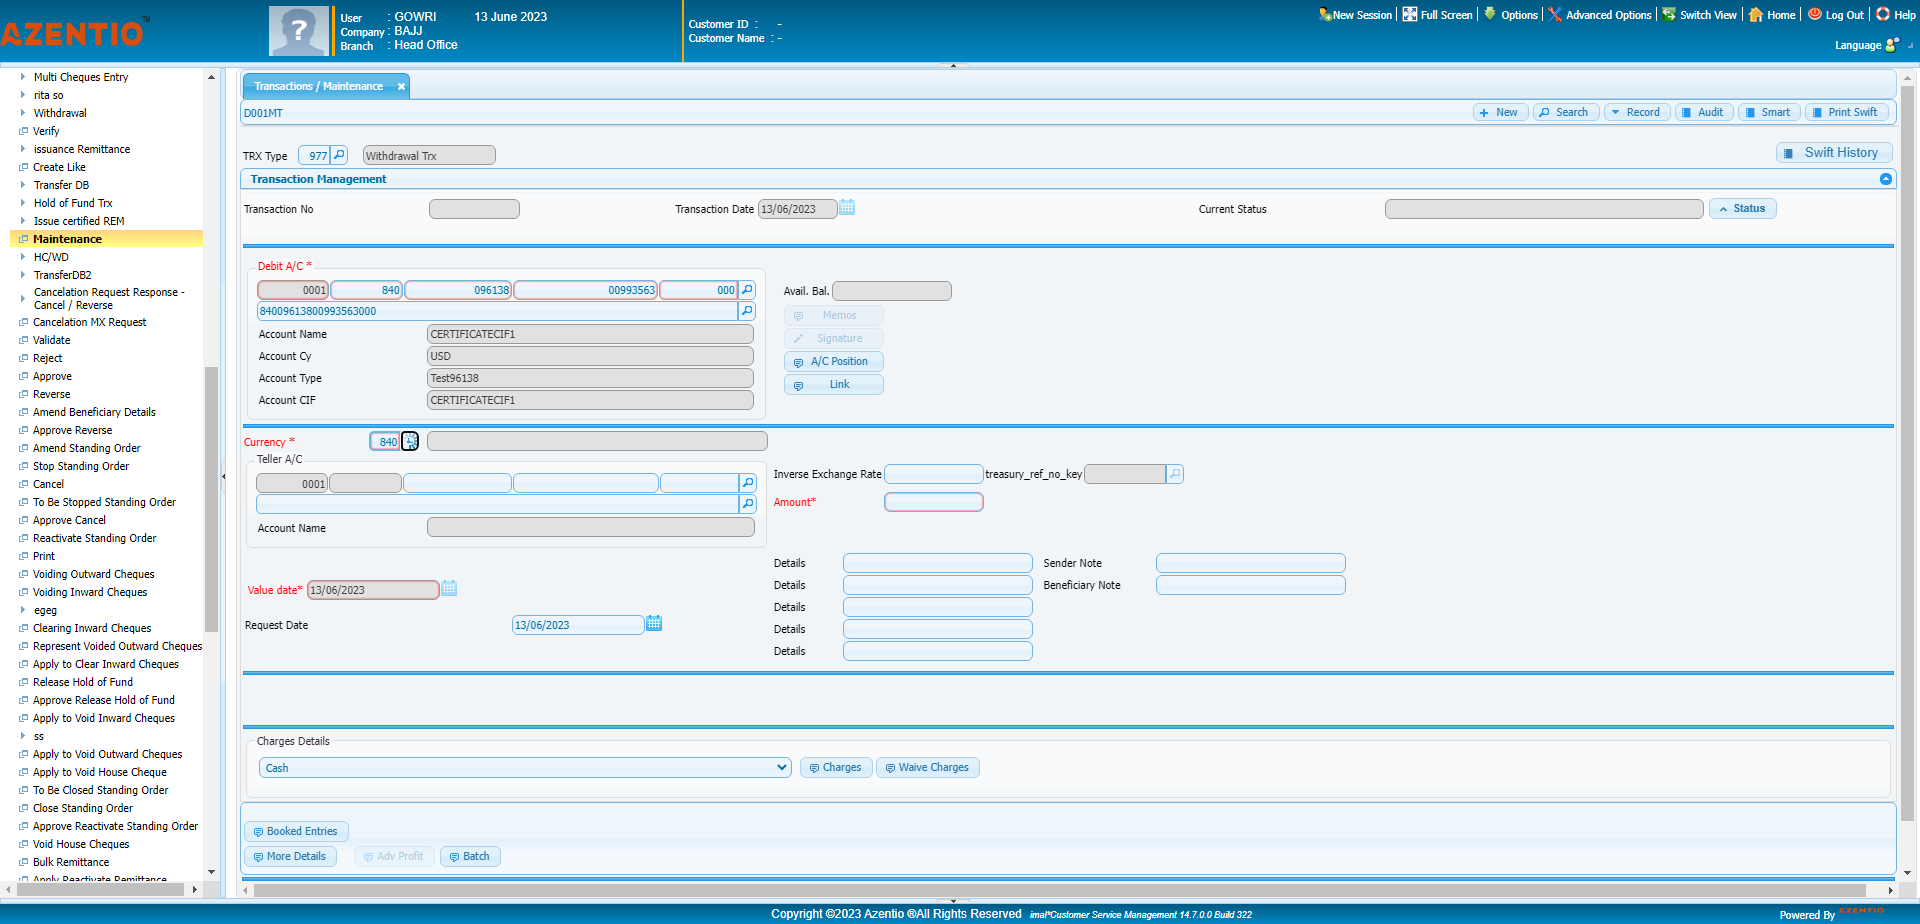 AZENTIO™
User : GOWRI 13 June 2023
Company : BAJJ
Branch : Head Office
Customer ID : -
Customer Name : -
New Session Full Screen Options Advanced Options Switch View Home Log Out Help
Language
Multi Cheques Entry
rita so
Withdrawal
Verify
issuance Remittance
Create Like
Transfer DB
Hold of Fund Trx
Issue certified REM
Maintenance
HC/WD
TransferDB2
Cancelation Request Response -
Cancel / Reverse
Cancelation MX Request
Validate
Reject
Approve
Reverse
Amend Beneficiary Details
Approve Reverse
Amend Standing Order
Stop Standing Order
Cancel
To Be Stopped Standing Order
Approve Cancel
Reactivate Standing Order
Print
Voiding Outward Cheques
Voiding Inward Cheques
egeg
Clearing Inward Cheques
Represent Voided Outward Cheques
Apply to Clear Inward Cheques
Release Hold of Fund
Approve Release Hold of Fund
Apply to Void Inward Cheques
ss
Apply to Void Outward Cheques
Apply to Void House Cheque
To Be Closed Standing Order
Close Standing Order
Approve Reactivate Standing Order
Void House Cheques
Bulk Remittance
Apply Reactivate Remittance
Transactions / Maintenance
D001MT
New Search Record Audit Smart Print Swift
TRX Type 977 Withdrawal Trx
Swift History
Transaction Management
Transaction No Transaction Date 13/06/2023 Current Status Status
Debit A/C *
0001 840 096138 00993563 000
84009613800993563000
Account Name CERTIFICATECIF1
Account Cy USD
Account Type Test96138
Account CIF CERTIFICATECIF1
Avail. Bal.
Memos
Signature
A/C Position
Link
Currency * 840
Teller A/C
0001
Account Name
Inverse Exchange Rate treasury_ref_no_key
Amount*
Value date* 13/06/2023
Request Date 13/06/2023
Details Sender Note
Details Beneficiary Note
Details
Details
Details
Charges Details
Cash Charges Waive Charges
Booked Entries
More Details Adv Profit Batch
Copyright ©2023 Azentio ®All Rights Reserved imal*Customer Service Management 14.7.0.0 Build 322
Powered By AZENTIO